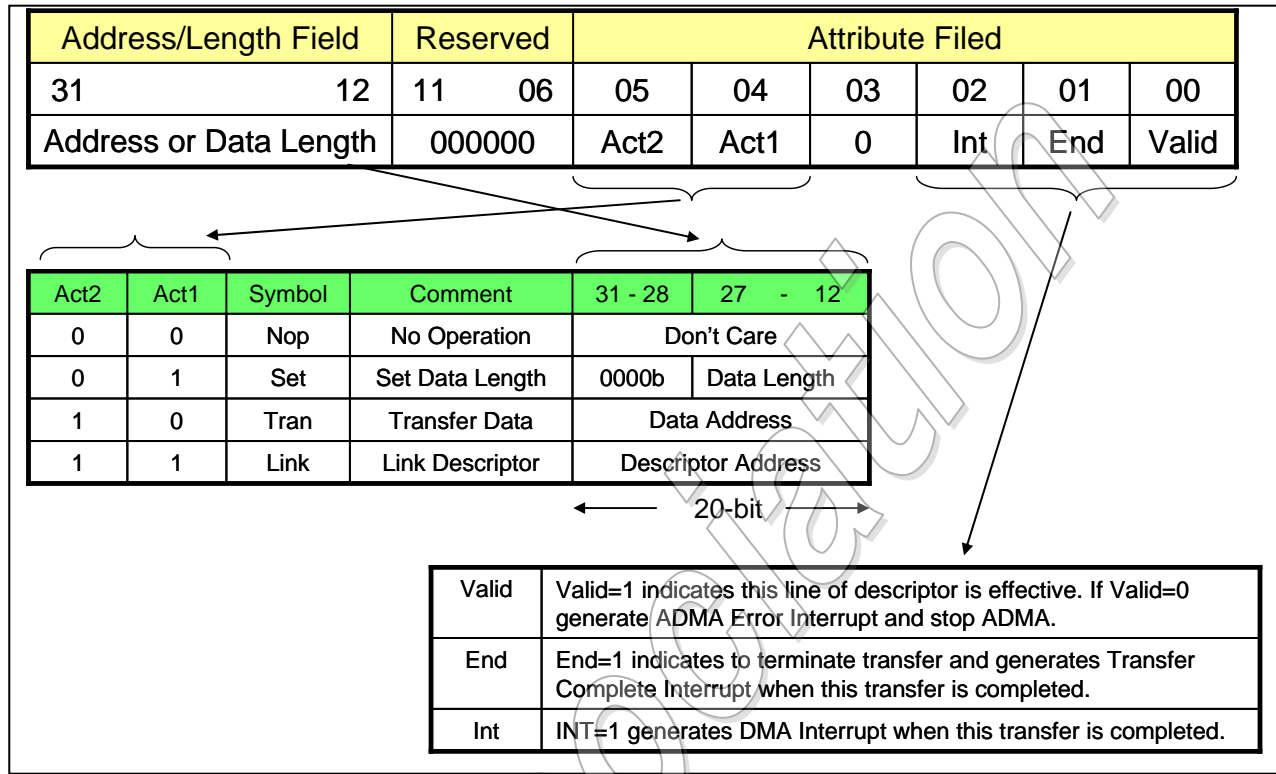 Address/Length Field Reserved Attribute Filed
31 12 11 06 05 04 03 02 01 00
Address or Data Length 000000 Act2 Act1 0 Int End Valid
Act2 Act1 Symbol Comment 31 - 28 27 - 12
0 0 Nop No Operation Don't Care
0 1 Set Set Data Length 0000b Data Length
1 0 Tran Transfer Data Data Address
1 1 Link Link Descriptor Descriptor Address
20-bit
Valid Valid=1 indicates this line of descriptor is effective. If Valid=0
generate ADMA Error Interrupt and stop ADMA.
End End=1 indicates to terminate transfer and generates Transfer
Complete Interrupt when this transfer is completed.
Int INT=1 generates DMA Interrupt when this transfer is completed.
ociation